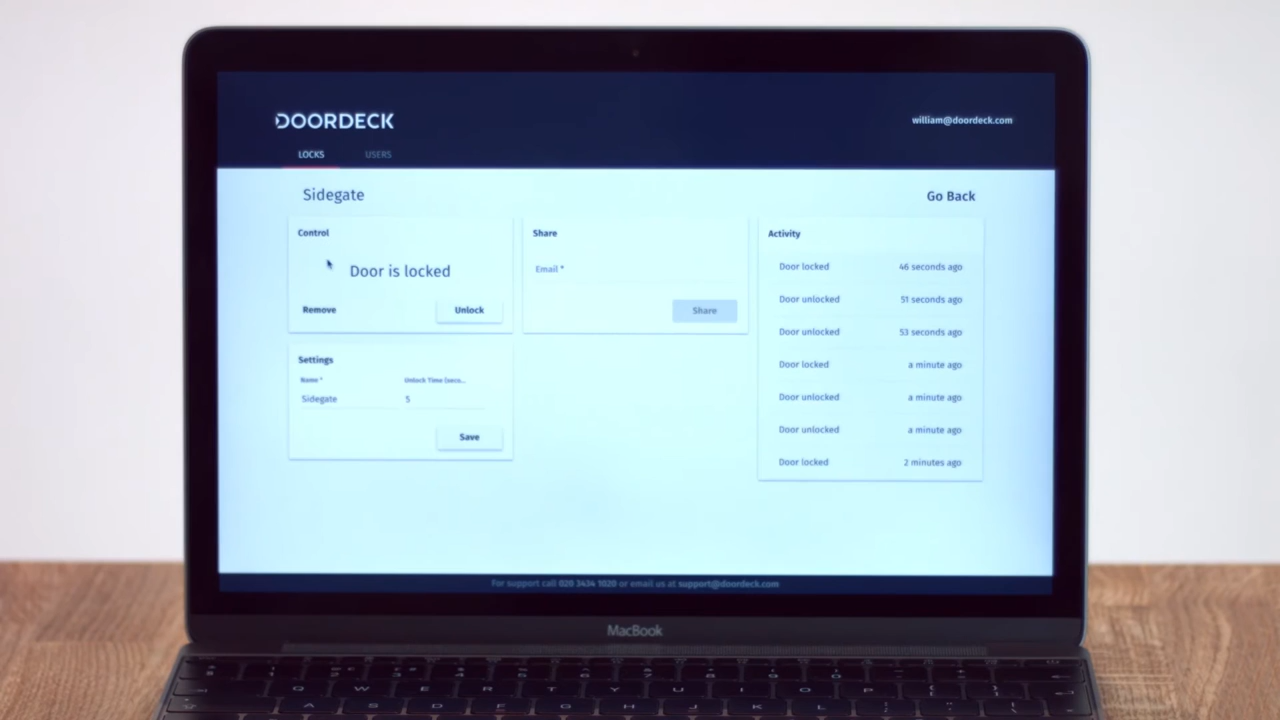 DOORDECK
william@doordeck.com
LOCKS USERS
Sidegate
Go Back
Control
Door is locked
Remove
Unlock
Share
Email *
Share
Settings
Name *
Unlock Time (seco...
Sidegate
5
Save
Activity
Door locked 46 seconds ago
Door unlocked 51 seconds ago
Door unlocked 53 seconds ago
Door locked a minute ago
Door unlocked a minute ago
Door unlocked a minute ago
Door locked 2 minutes ago
For support call 020 3434 1020 or email us at support@doordeck.com
MacBook
Q W E R T Y U I O P
A S D F G H J K L